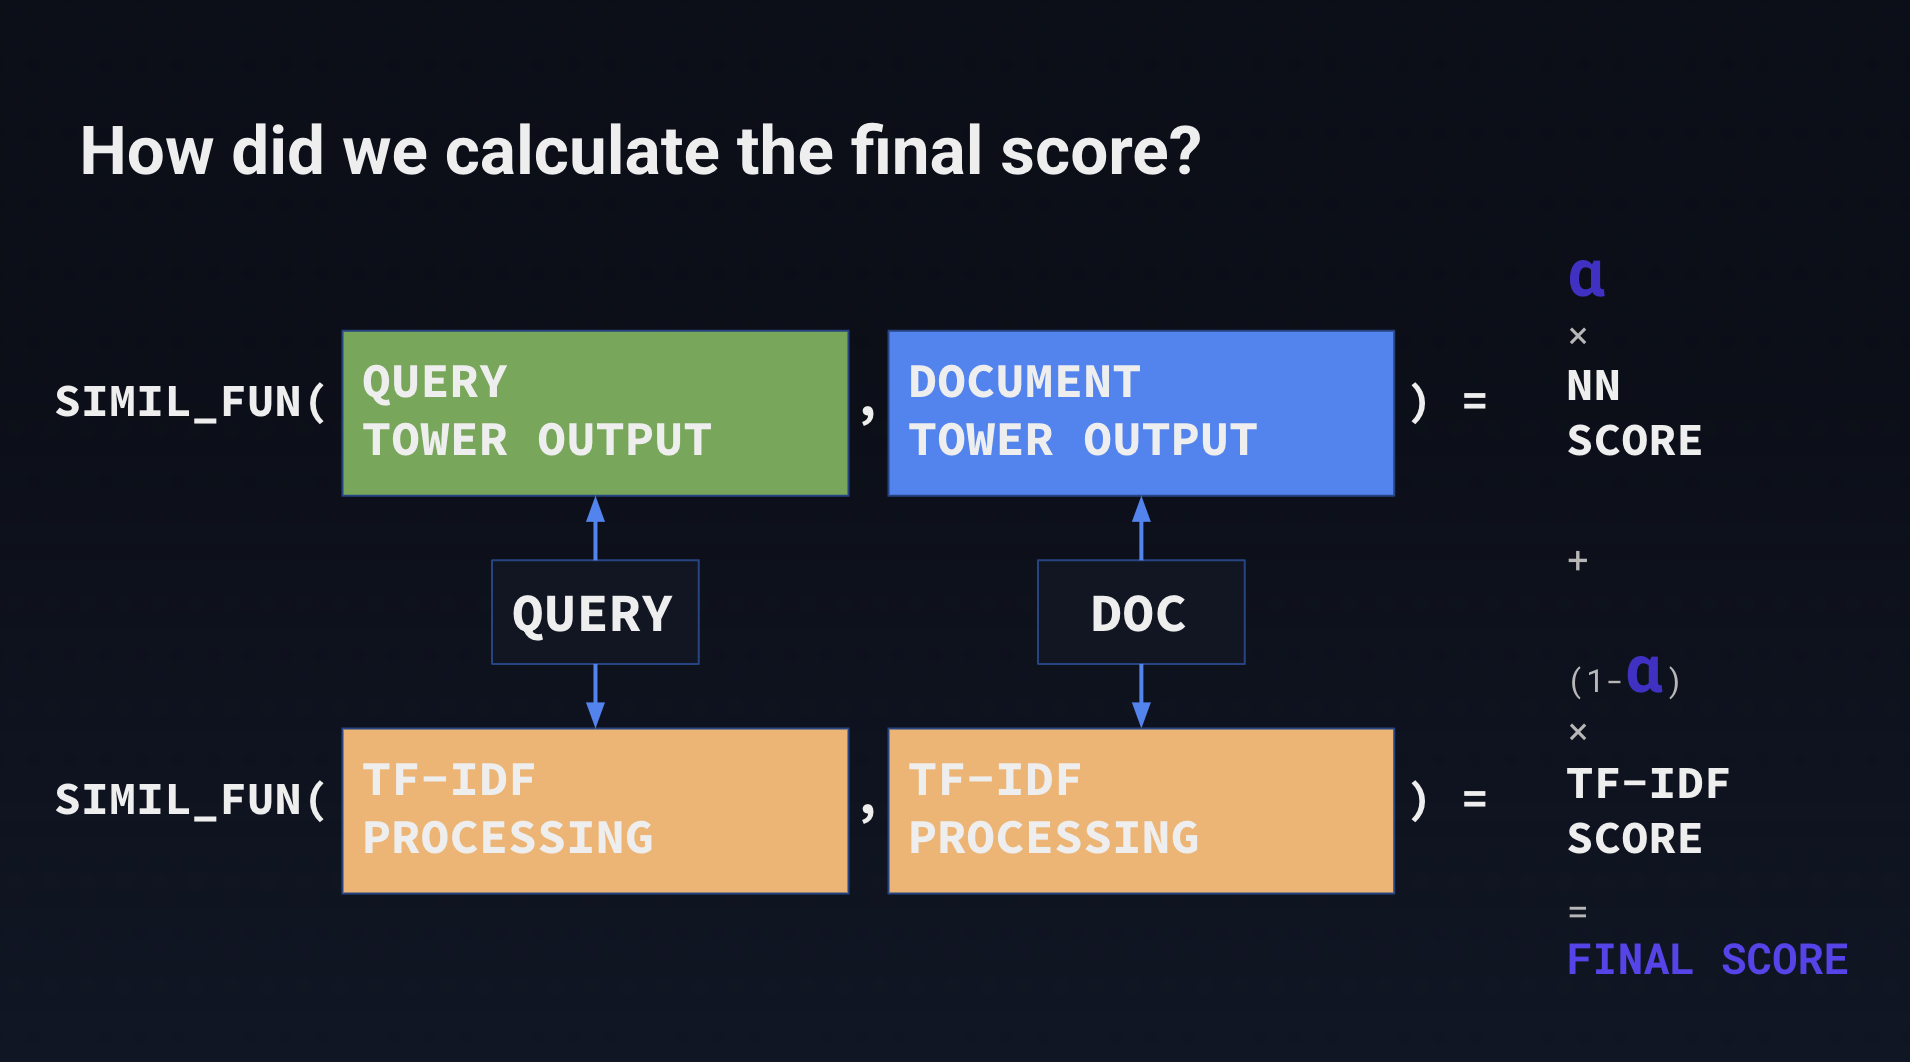 How did we calculate the final score?
α
×
SIMIL_FUN( QUERY TOWER OUTPUT , DOCUMENT TOWER OUTPUT ) = NN SCORE
+
QUERY DOC
(1-α)
×
SIMIL_FUN( TF-IDF PROCESSING , TF-IDF PROCESSING ) = TF-IDF SCORE
=
FINAL SCORE